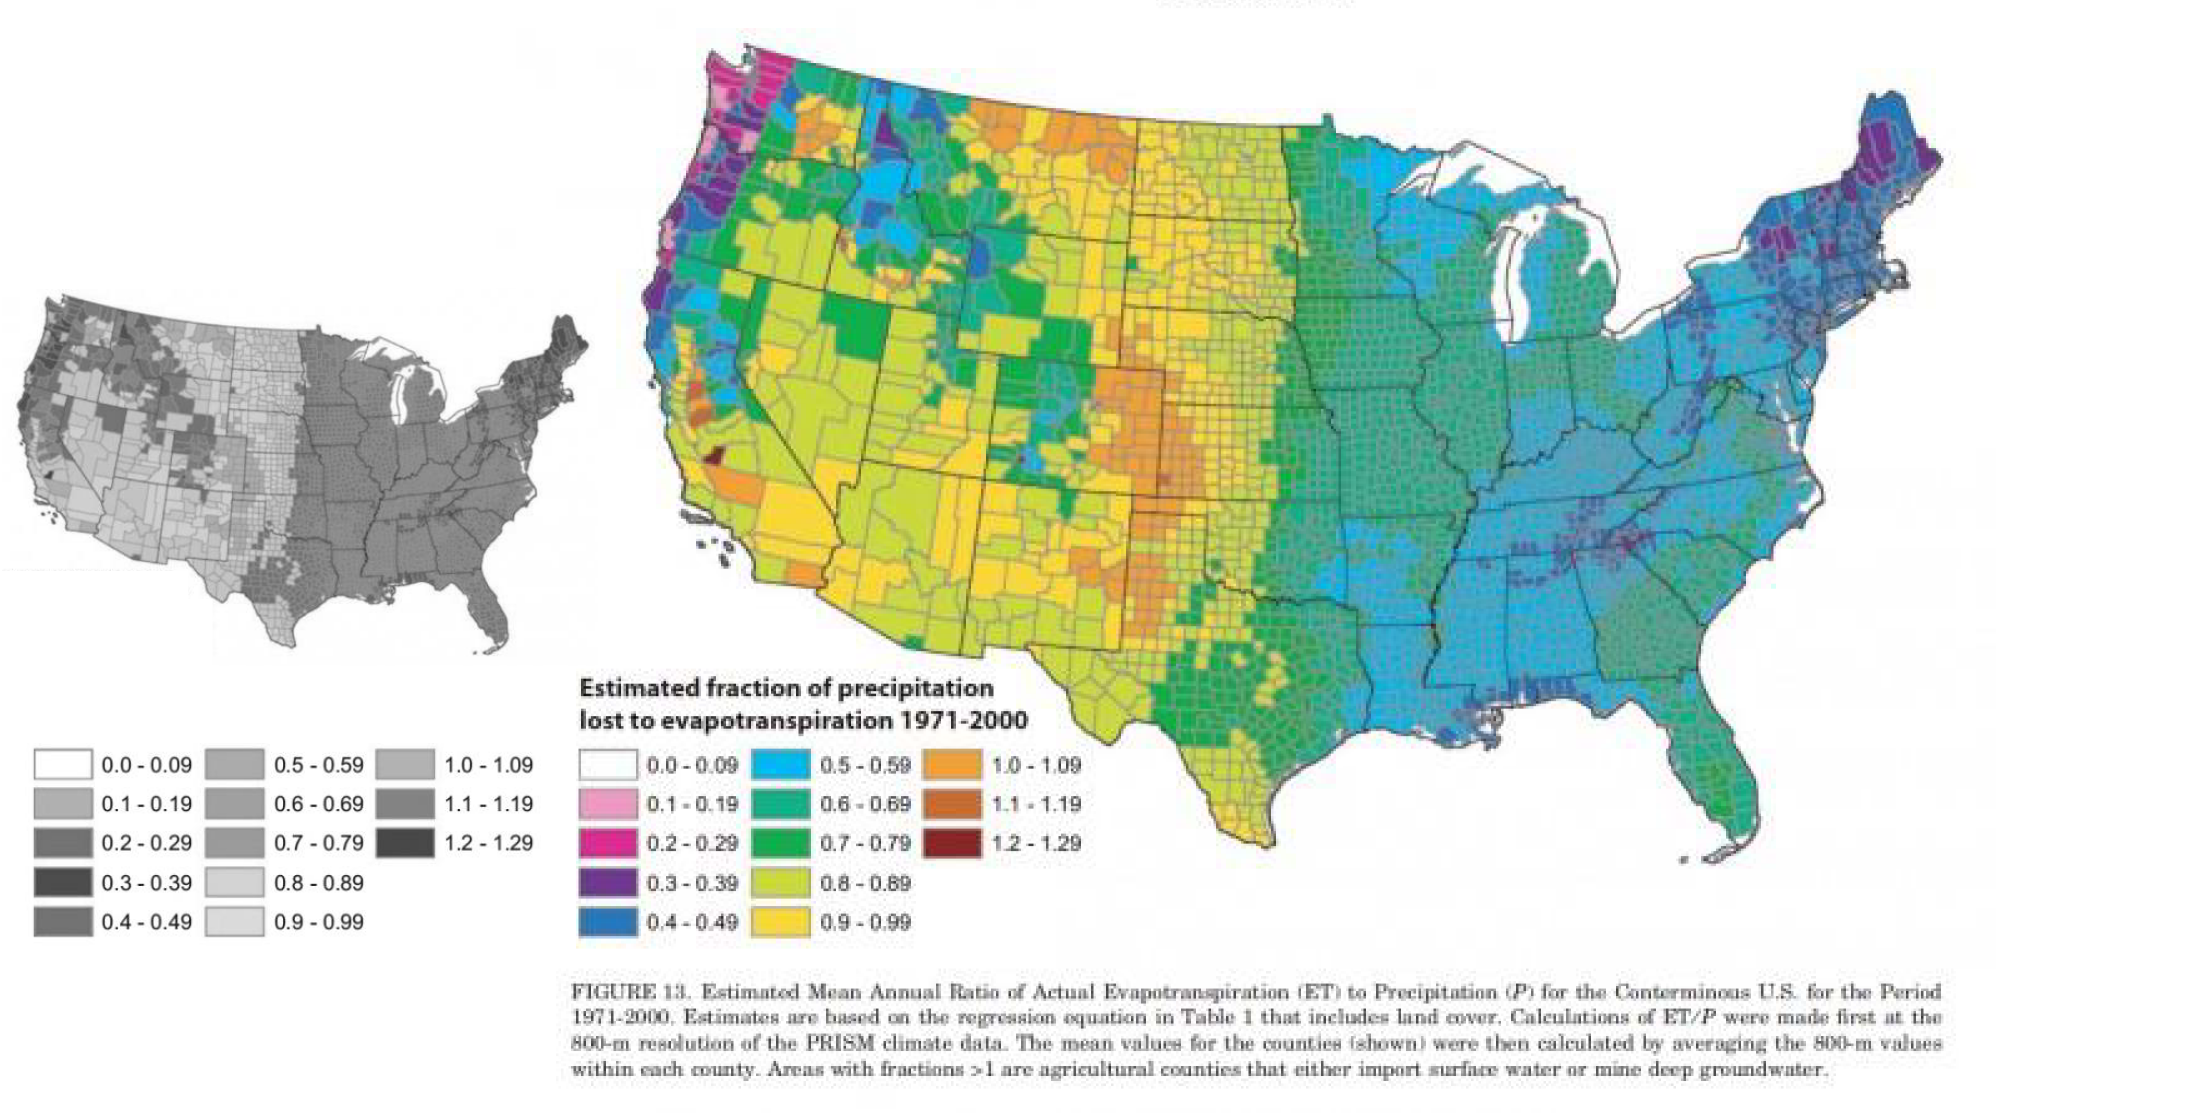 Estimated fraction of precipitation
lost to evapotranspiration 1971-2000
0.0 - 0.09 0.5 - 0.59 1.0 - 1.09
0.1 - 0.19 0.6 - 0.69 1.1 - 1.19
0.2 - 0.29 0.7 - 0.79 1.2 - 1.29
0.3 - 0.39 0.8 - 0.89
0.4 - 0.49 0.9 - 0.99
0.0 - 0.09 0.5 - 0.59 1.0 - 1.09
0.1 - 0.19 0.6 - 0.69 1.1 - 1.19
0.2 - 0.29 0.7 - 0.79 1.2 - 1.29
0.3 - 0.39 0.8 - 0.89
0.4 - 0.49 0.9 - 0.99
FIGURE 13. Estimated Mean Annual Ratio of Actual Evapotranspiration (ET) to Precipitation (P) for the Conterminous U.S. for the Period
1971-2000. Estimates are based on the regression equation in Table 1 that includes land cover. Calculations of ET/P were made first at the
800-m resolution of the PRISM climate data. The mean values for the counties (shown) were then calculated by averaging the 800-m values
within each county. Areas with fractions >1 are agricultural counties that either import surface water or mine deep groundwater.